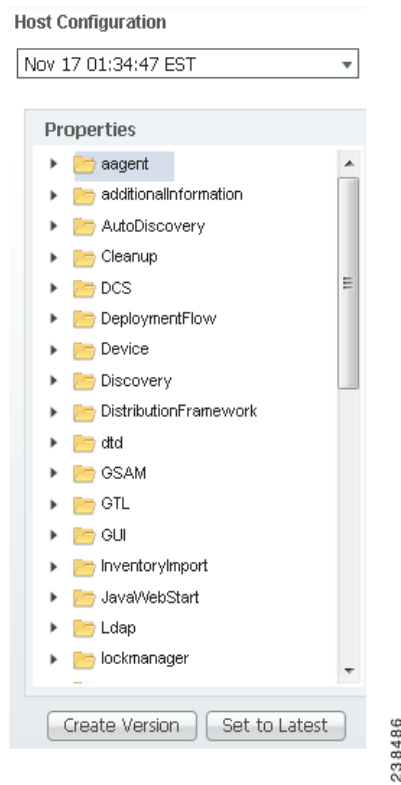 Host Configuration
Nov 17 01:34:47 EST
Properties
aagent
additionalInformation
AutoDiscovery
Cleanup
DCS
DeploymentFlow
Device
Discovery
DistributionFramework
dtd
GSAM
GTL
GUI
InventoryImport
JavaWebStart
Ldap
lockmanager
Create Version
Set to Latest
238486